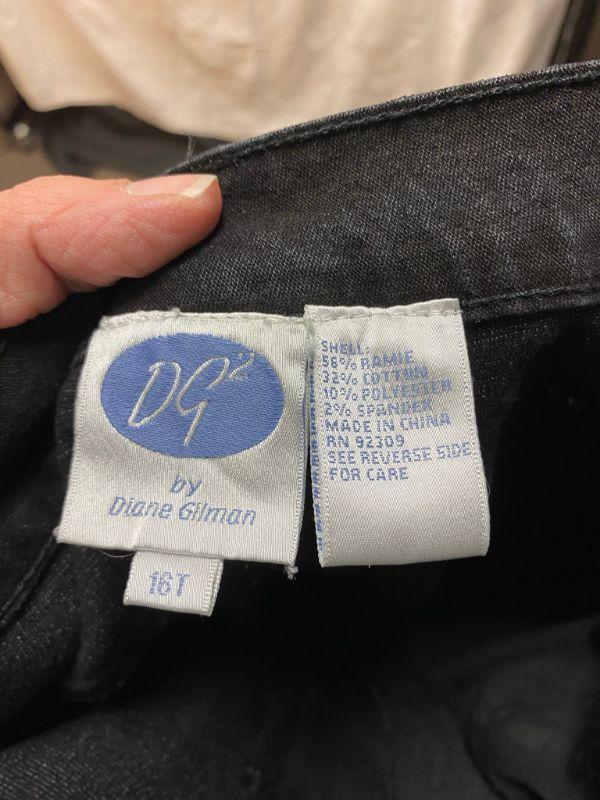 DG2
by
Diane Gilman
16T
SHELL:
56% RAMIE
32% COTTON
10% POLYESTER
2% SPANDEX
MADE IN CHINA
RN 92309
SEE REVERSE SIDE
FOR CARE